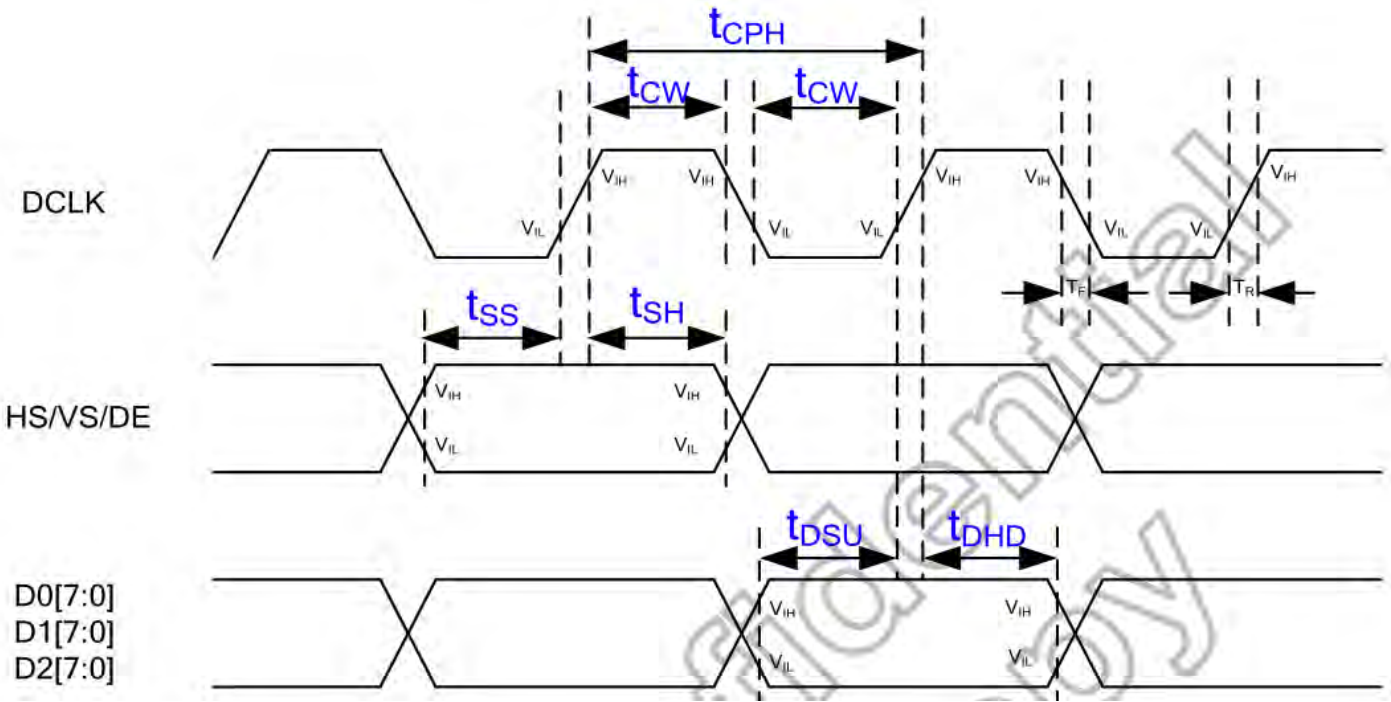 tCPH
tCW tCW
DCLK
VIH VIH VIH VIH VIH
VIL VIL VIL VIL VIL
TF TR
tSS tSH
HS/VS/DE
VIH VIH
VIL VIL
tDSU tDHD
D0[7:0]
D1[7:0]
D2[7:0]
VIH VIH
VIL VIL
fidential
opy